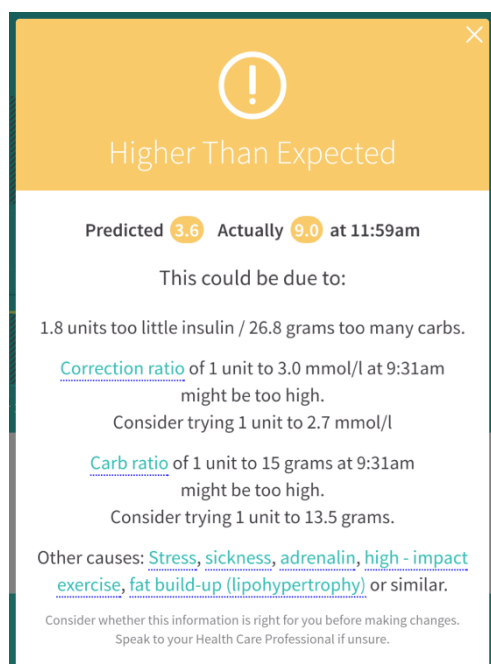 Higher Than Expected
Predicted 3.6 Actually 9.0 at 11:59am
This could be due to:
1.8 units too little insulin / 26.8 grams too many carbs.
Correction ratio of 1 unit to 3.0 mmol/l at 9:31am
might be too high.
Consider trying 1 unit to 2.7 mmol/l
Carb ratio of 1 unit to 15 grams at 9:31am
might be too high.
Consider trying 1 unit to 13.5 grams.
Other causes: Stress, sickness, adrenalin, high - impact
exercise, fat build-up (lipohypertrophy) or similar.
Consider whether this information is right for you before making changes.
Speak to your Health Care Professional if unsure.